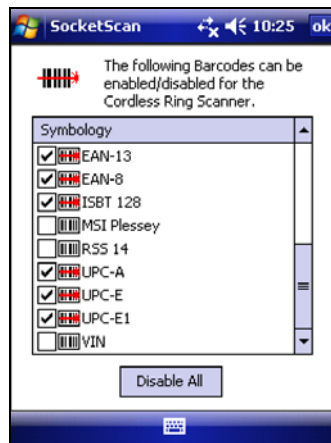 SocketScan 10:25 ok
The following Barcodes can be
enabled/disabled for the
Cordless Ring Scanner.
Symbology
EAN-13
EAN-8
ISBT 128
MSI Plessey
RSS 14
UPC-A
UPC-E
UPC-E1
VIN
Disable All